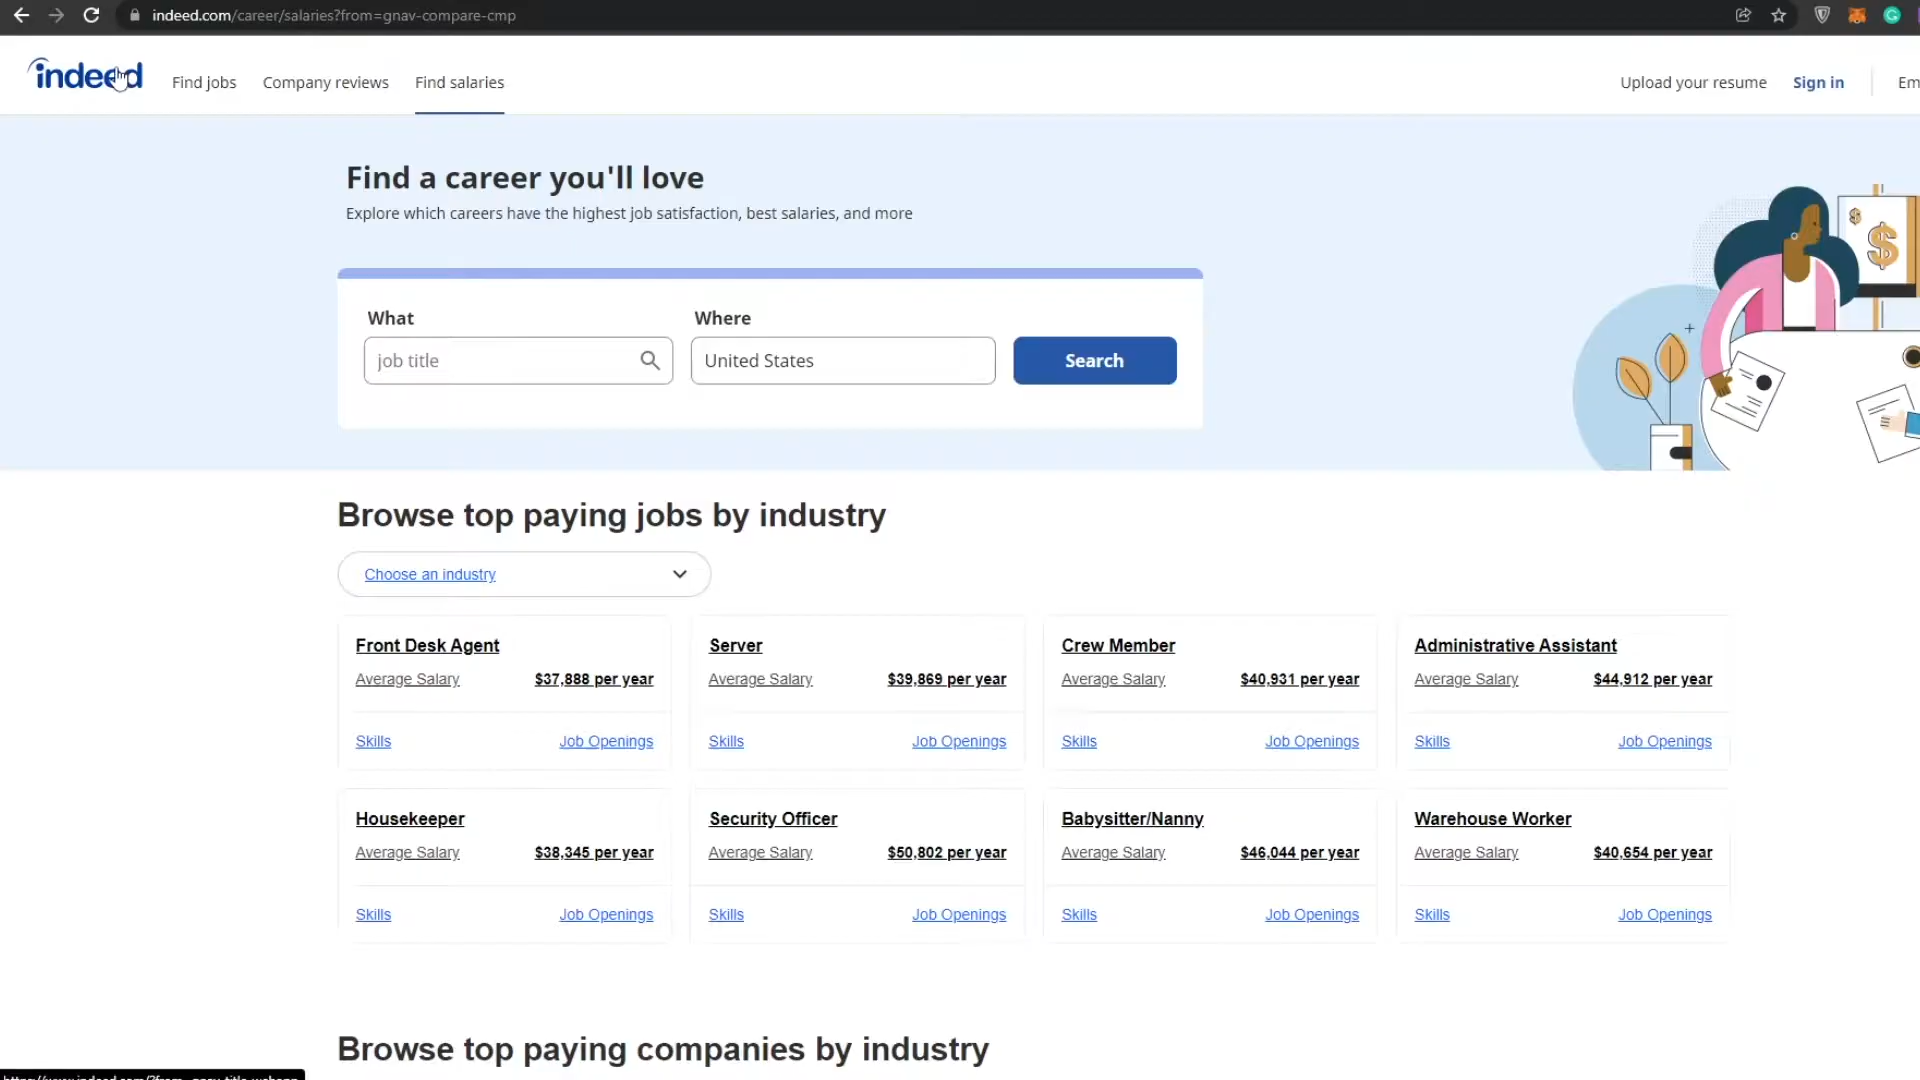 indeed.com/career/salaries?from=gnav-compare-cmp
indeed Find jobs Company reviews Find salaries Upload your resume Sign in
Find a career you'll love
Explore which careers have the highest job satisfaction, best salaries, and more
What Where
job title United States Search
Browse top paying jobs by industry
Choose an industry
Front Desk Agent Server Crew Member Administrative Assistant
Average Salary $37,888 per year Average Salary $39,869 per year Average Salary $40,931 per year Average Salary $44,912 per year
Skills Job Openings Skills Job Openings Skills Job Openings Skills Job Openings
Housekeeper Security Officer Babysitter/Nanny Warehouse Worker
Average Salary $38,345 per year Average Salary $50,802 per year Average Salary $46,044 per year Average Salary $40,654 per year
Skills Job Openings Skills Job Openings Skills Job Openings Skills Job Openings
Browse top paying companies by industry